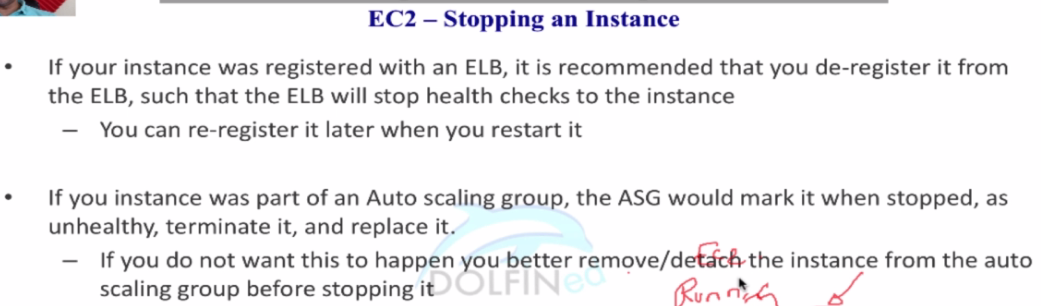 EC2 – Stopping an Instance
• If your instance was registered with an ELB, it is recommended that you de-register it from
the ELB, such that the ELB will stop health checks to the instance
– You can re-register it later when you restart it
• If you instance was part of an Auto scaling group, the ASG would mark it when stopped, as
unhealthy, terminate it, and replace it.
– If you do not want this to happen you better remove/detach the instance from the auto
scaling group before stopping it
DOLFINed
Running